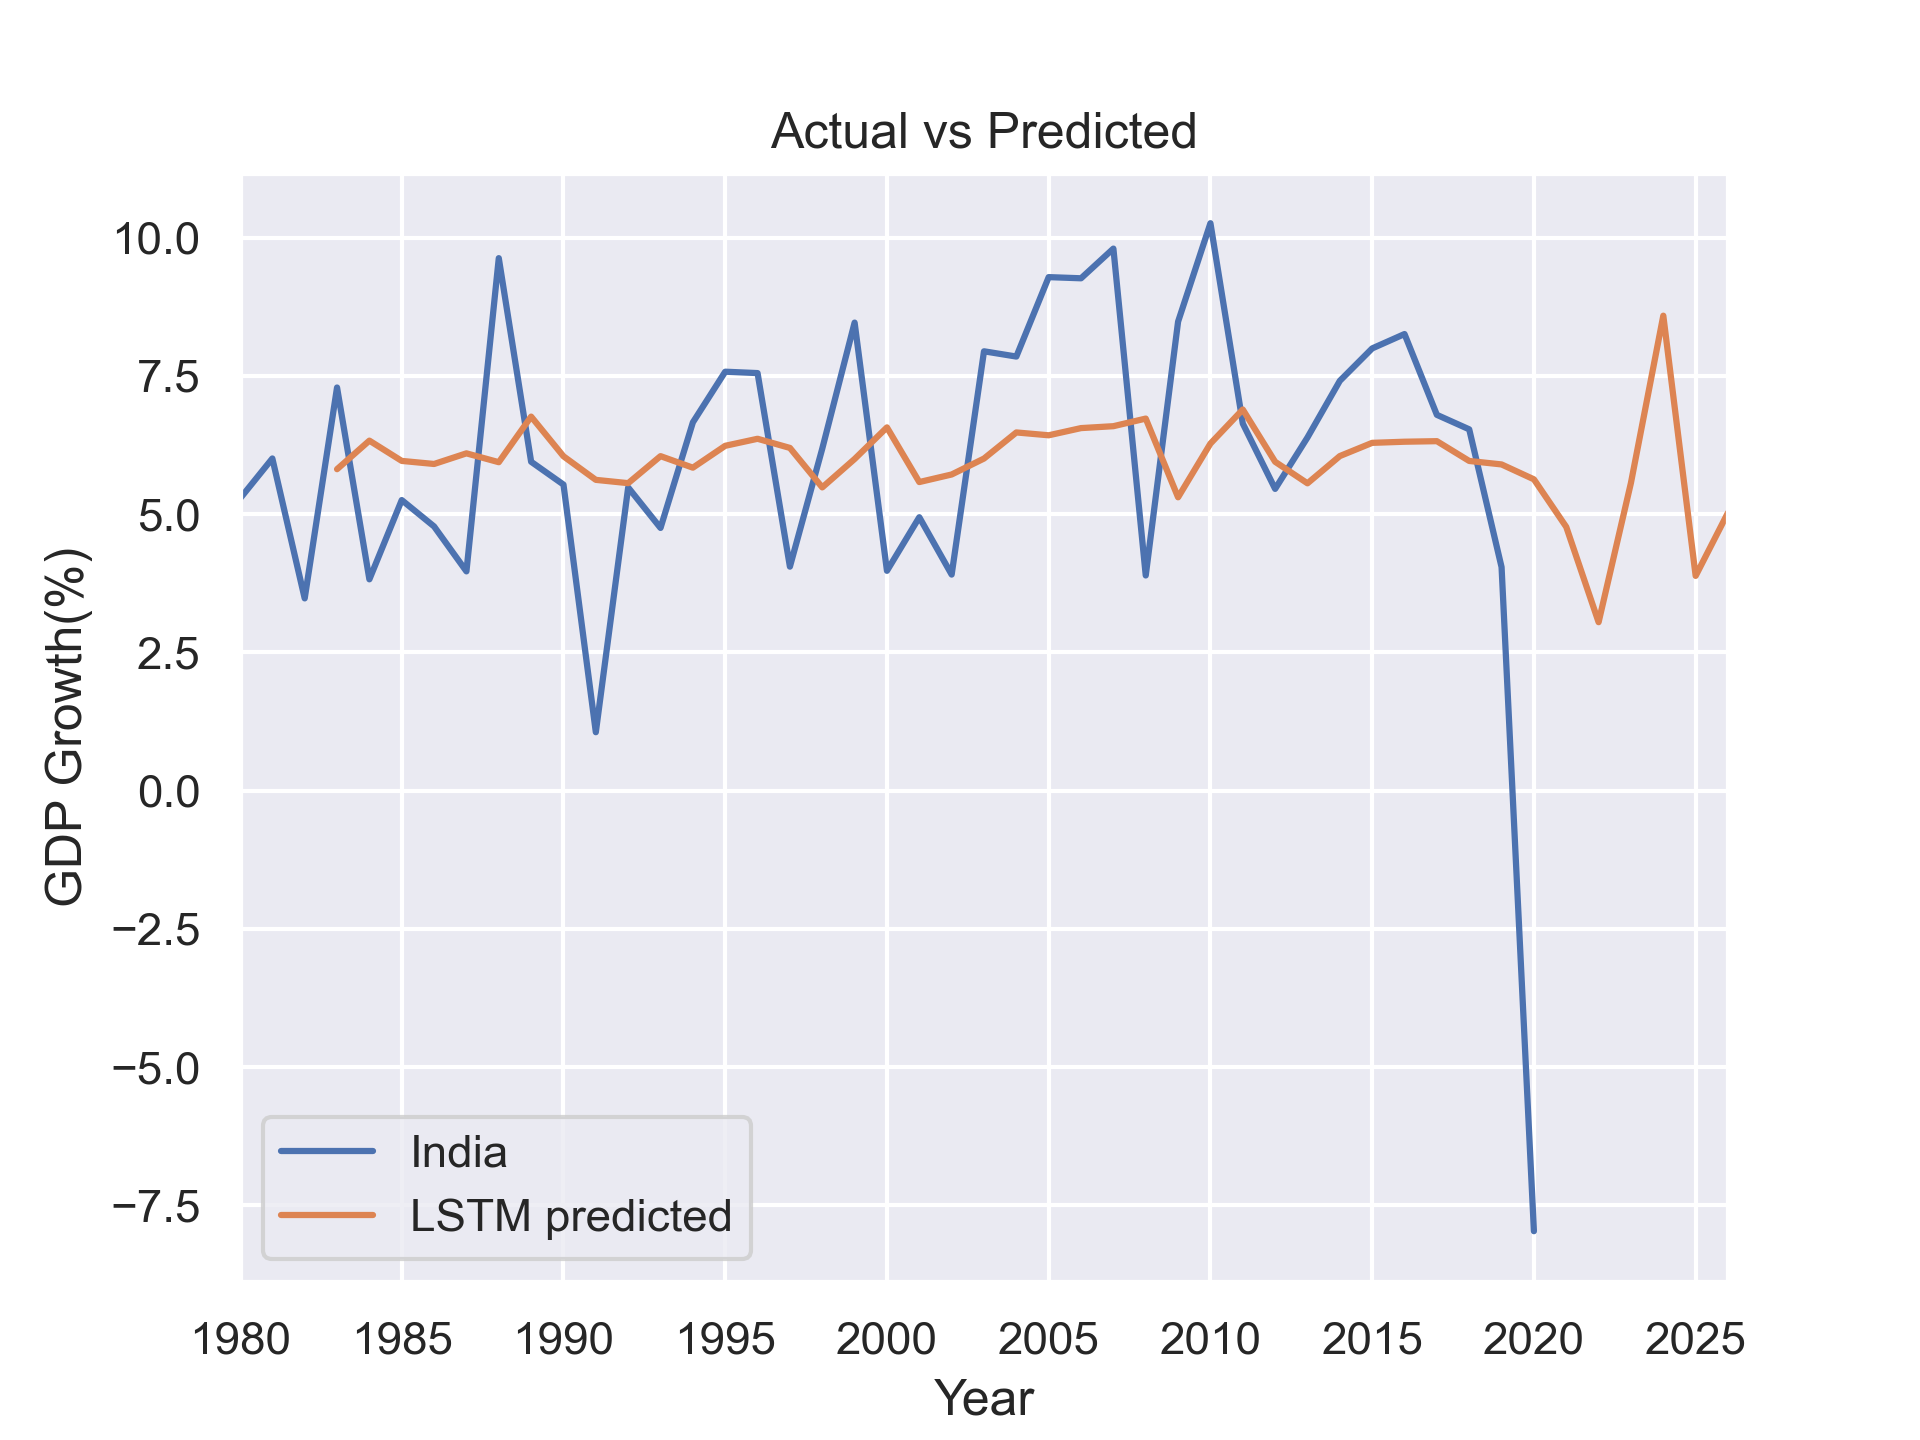 Actual vs Predicted
10.0
7.5
5.0
2.5
0.0
−2.5
−5.0
−7.5
GDP Growth(%)
India
LSTM predicted
1980 1985 1990 1995 2000 2005 2010 2015 2020 2025
Year